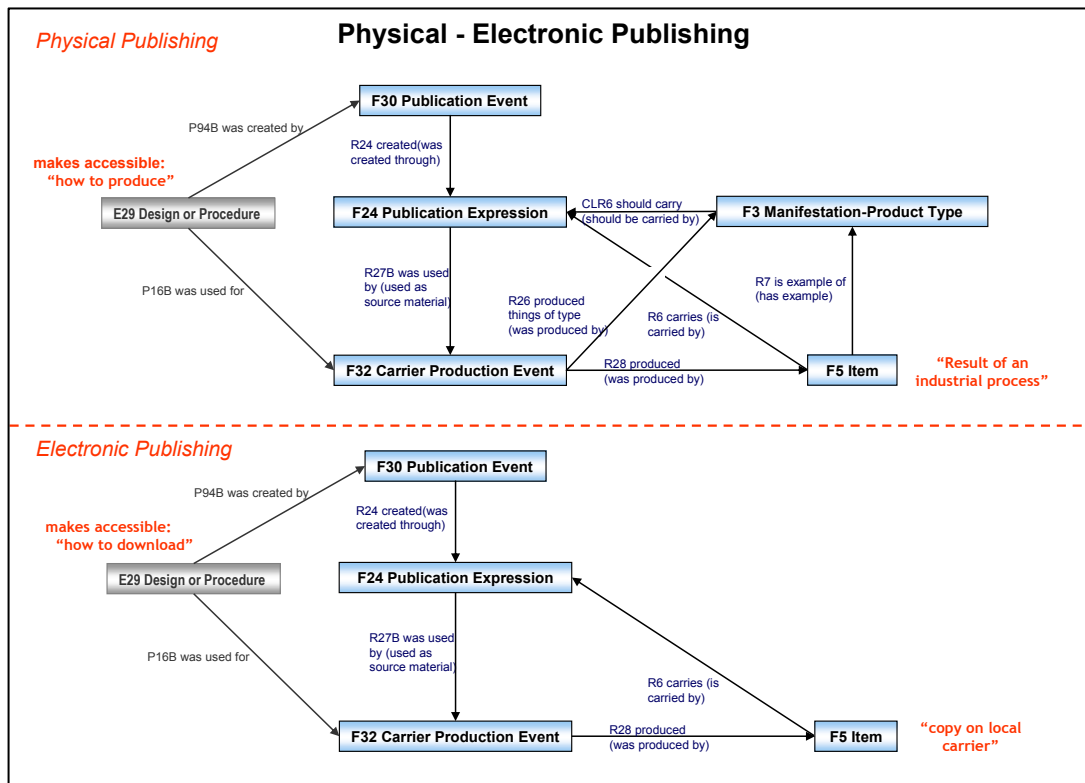 Physical - Electronic Publishing
Physical Publishing
F30 Publication Event
P94B was created by
R24 created(was
created through)
makes accessible:
“how to produce”
E29 Design or Procedure
F24 Publication Expression
CLR6 should carry
(should be carried by)
F3 Manifestation-Product Type
R27B was used
by (used as
source material)
P16B was used for
R26 produced
things of type
(was produced by)
R6 carries (is
carried by)
R7 is example of
(has example)
F32 Carrier Production Event
R28 produced
(was produced by)
F5 Item
“Result of an
industrial process”
Electronic Publishing
F30 Publication Event
P94B was created by
R24 created(was
created through)
makes accessible:
“how to download”
E29 Design or Procedure
F24 Publication Expression
R27B was used
by (used as
source material)
P16B was used for
R6 carries (is
carried by)
F32 Carrier Production Event
R28 produced
(was produced by)
F5 Item
“copy on local
carrier”